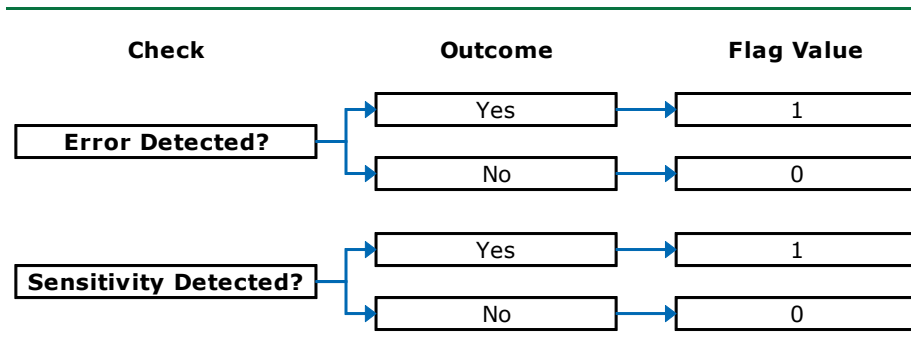 Check Outcome Flag Value
Yes 1
Error Detected?
No 0
Yes 1
Sensitivity Detected?
No 0